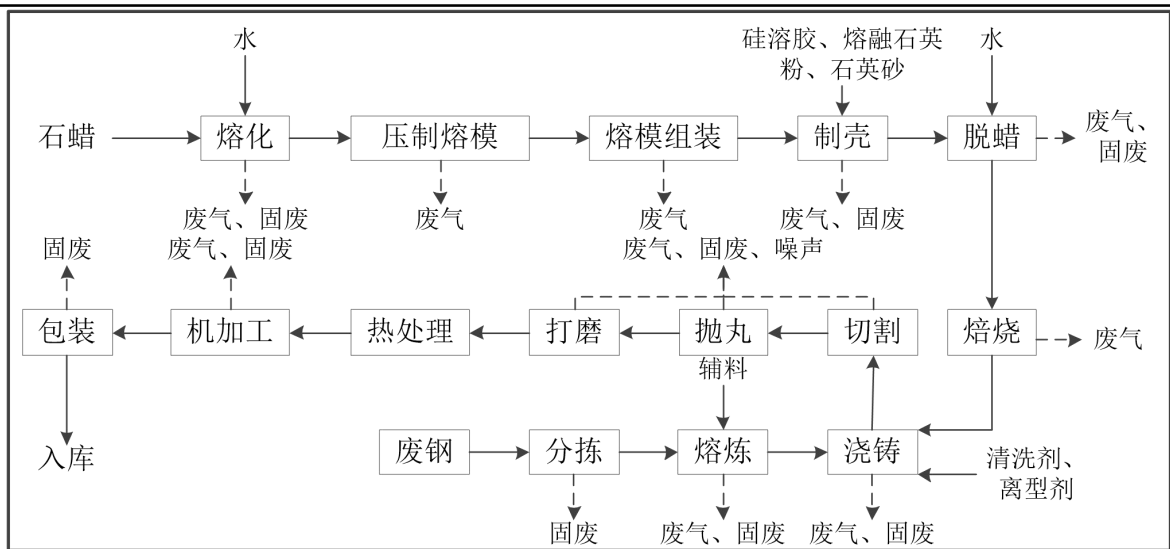 水
硅溶胶、熔融石英
粉、石英砂
水
石蜡
熔化
压制熔模
熔模组装
制壳
脱蜡
废气、
固废
废气、固废
废气
废气
废气、固废
固废
废气、固废
废气、固废、噪声
包装
机加工
热处理
打磨
抛丸
切割
焙烧
废气
辅料
入库
废钢
分拣
熔炼
浇铸
清洗剂、
离型剂
固废
废气、固废
废气、固废